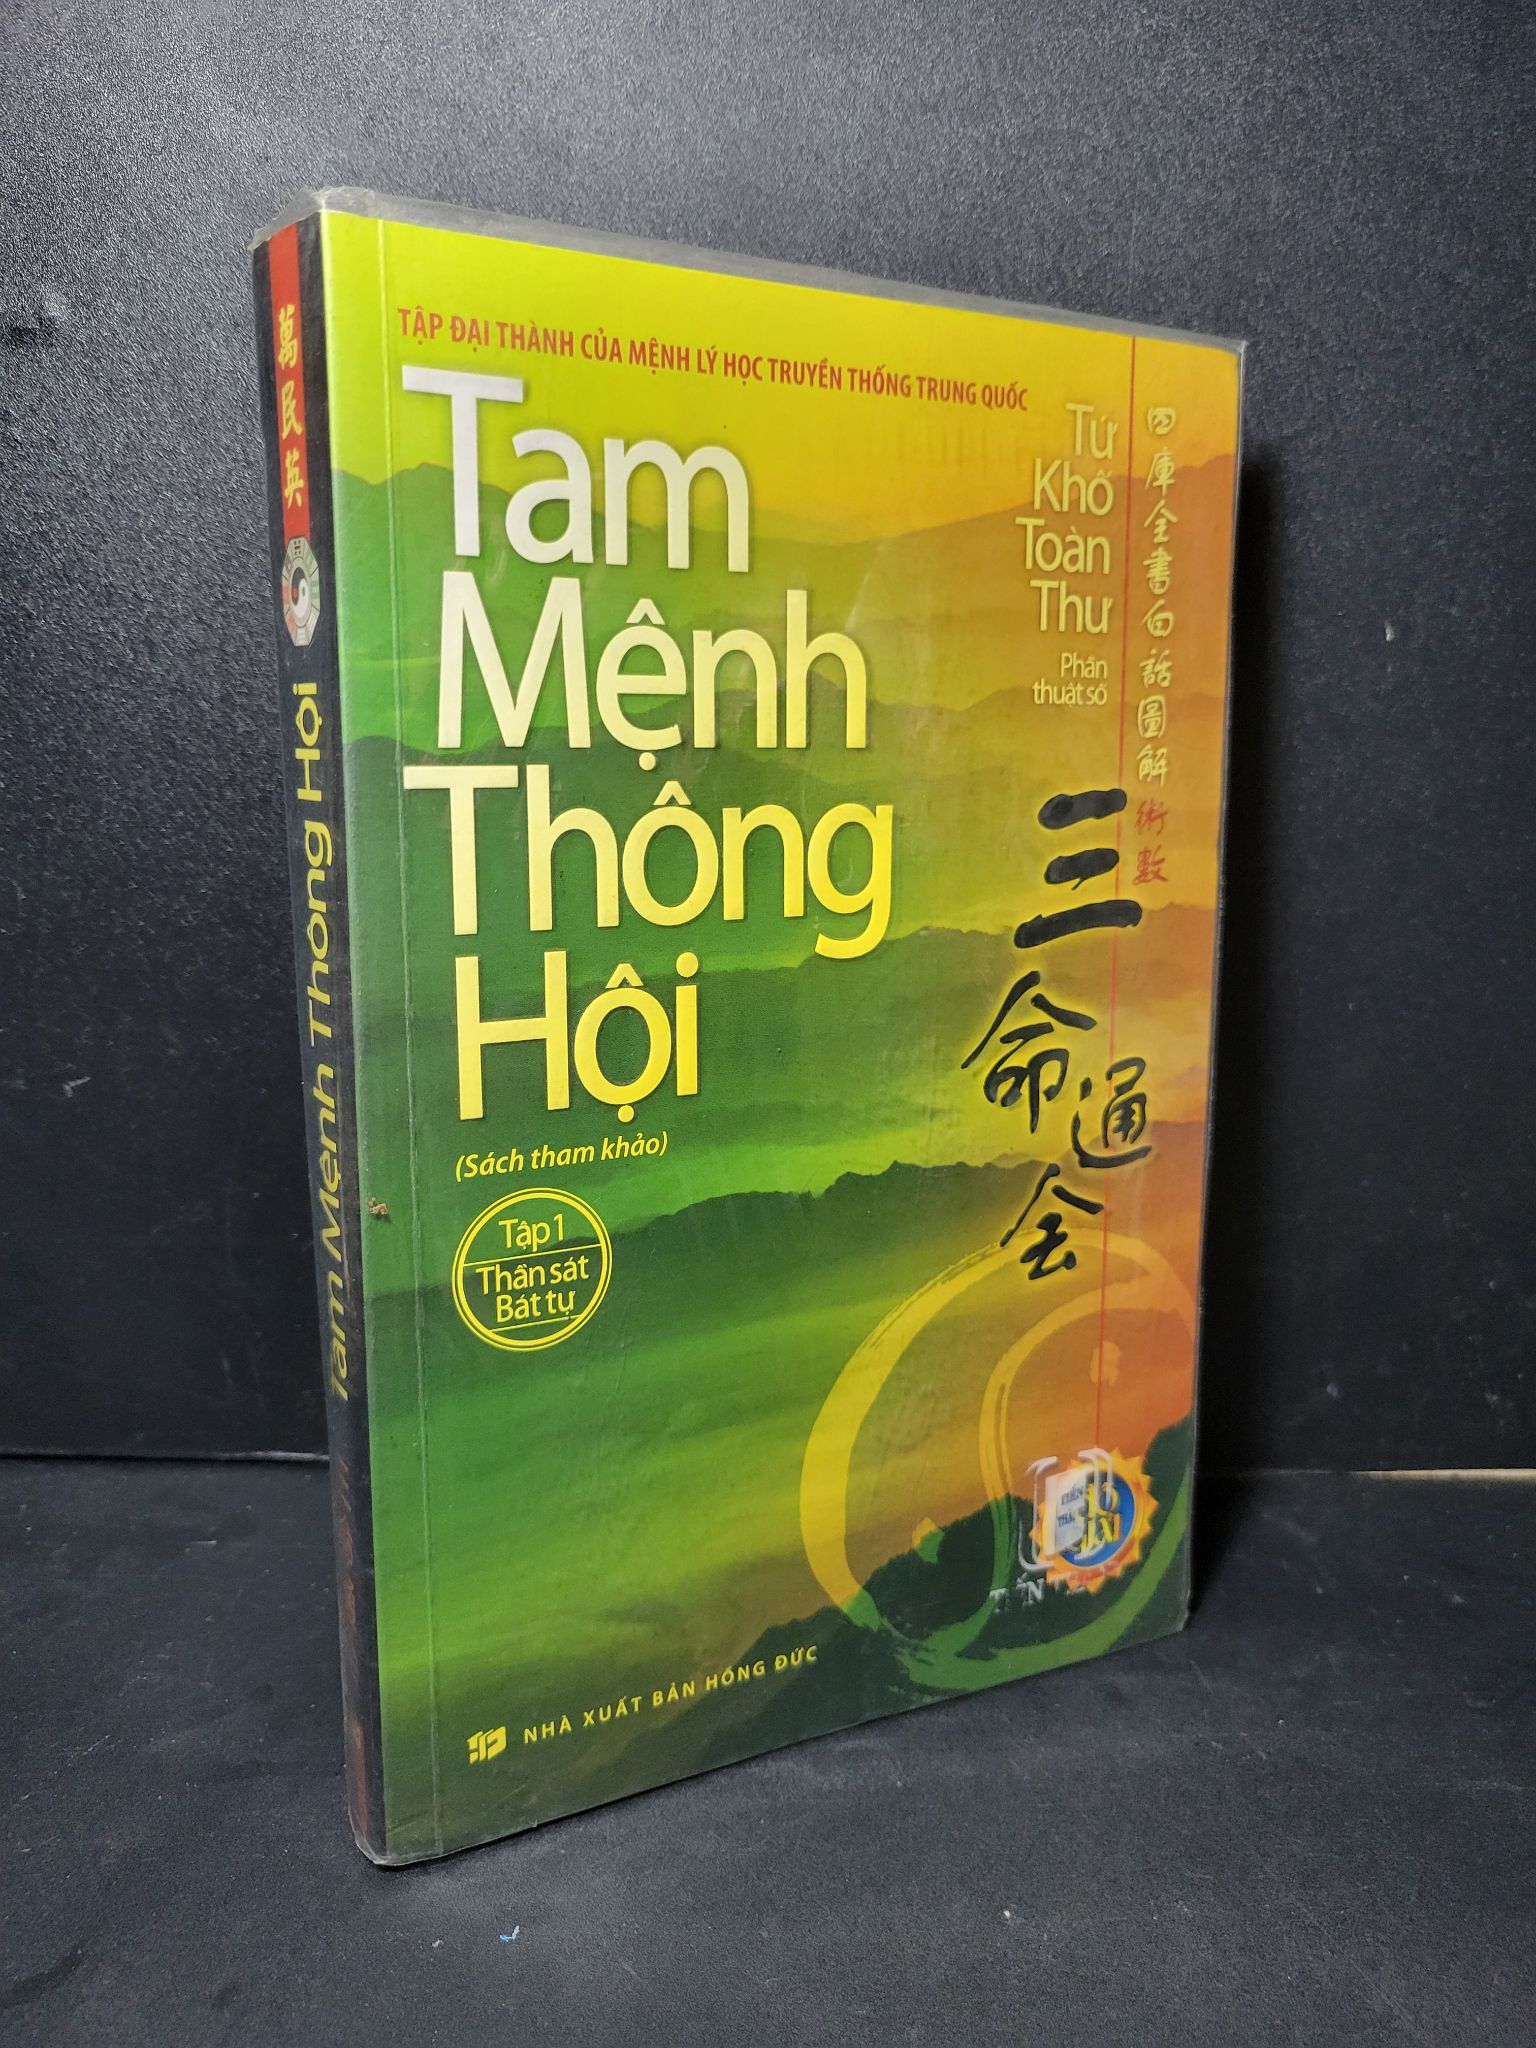 萬民英
Tam Mệnh Thông Hội
TẬP ĐẠI THÀNH CỦA MỆNH LÝ HỌC TRUYỀN THỐNG TRUNG QUỐC
Tam
Mệnh
Thông
Hội
(Sách tham khảo)
Tập 1
Thần sát
Bát tự
Tứ
Khố
Toàn
Thư
Phần
thuật số
四庫全書白話圖解術數
三命通会
NHÀ XUẤT BẢN HỒNG ĐỨC